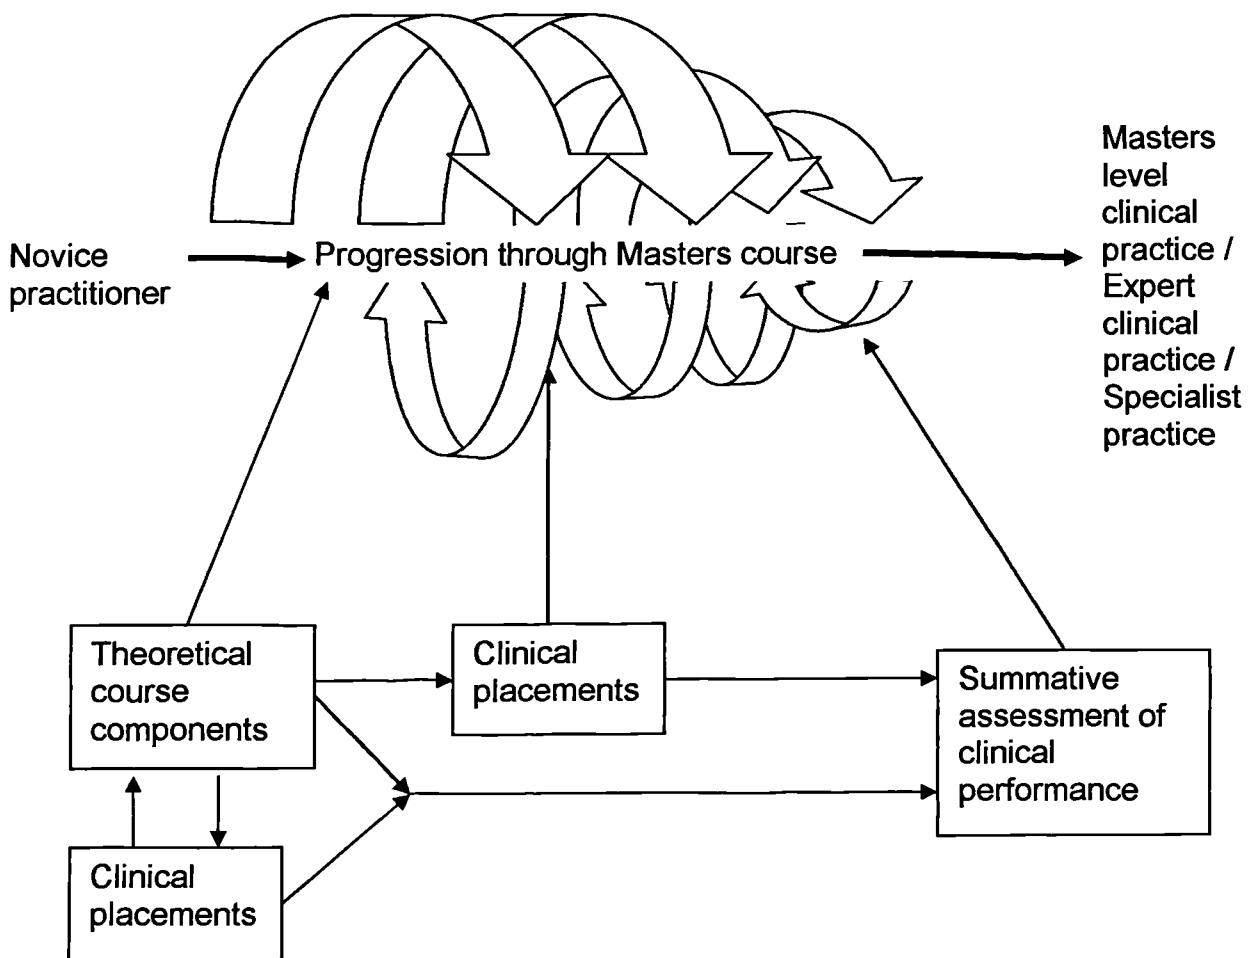 Novice
practitioner
Progression through Masters course
Masters
level
clinical
practice /
Expert
clinical
practice /
Specialist
practice
Theoretical
course
components
Clinical
placements
Summative
assessment of
clinical
performance
Clinical
placements